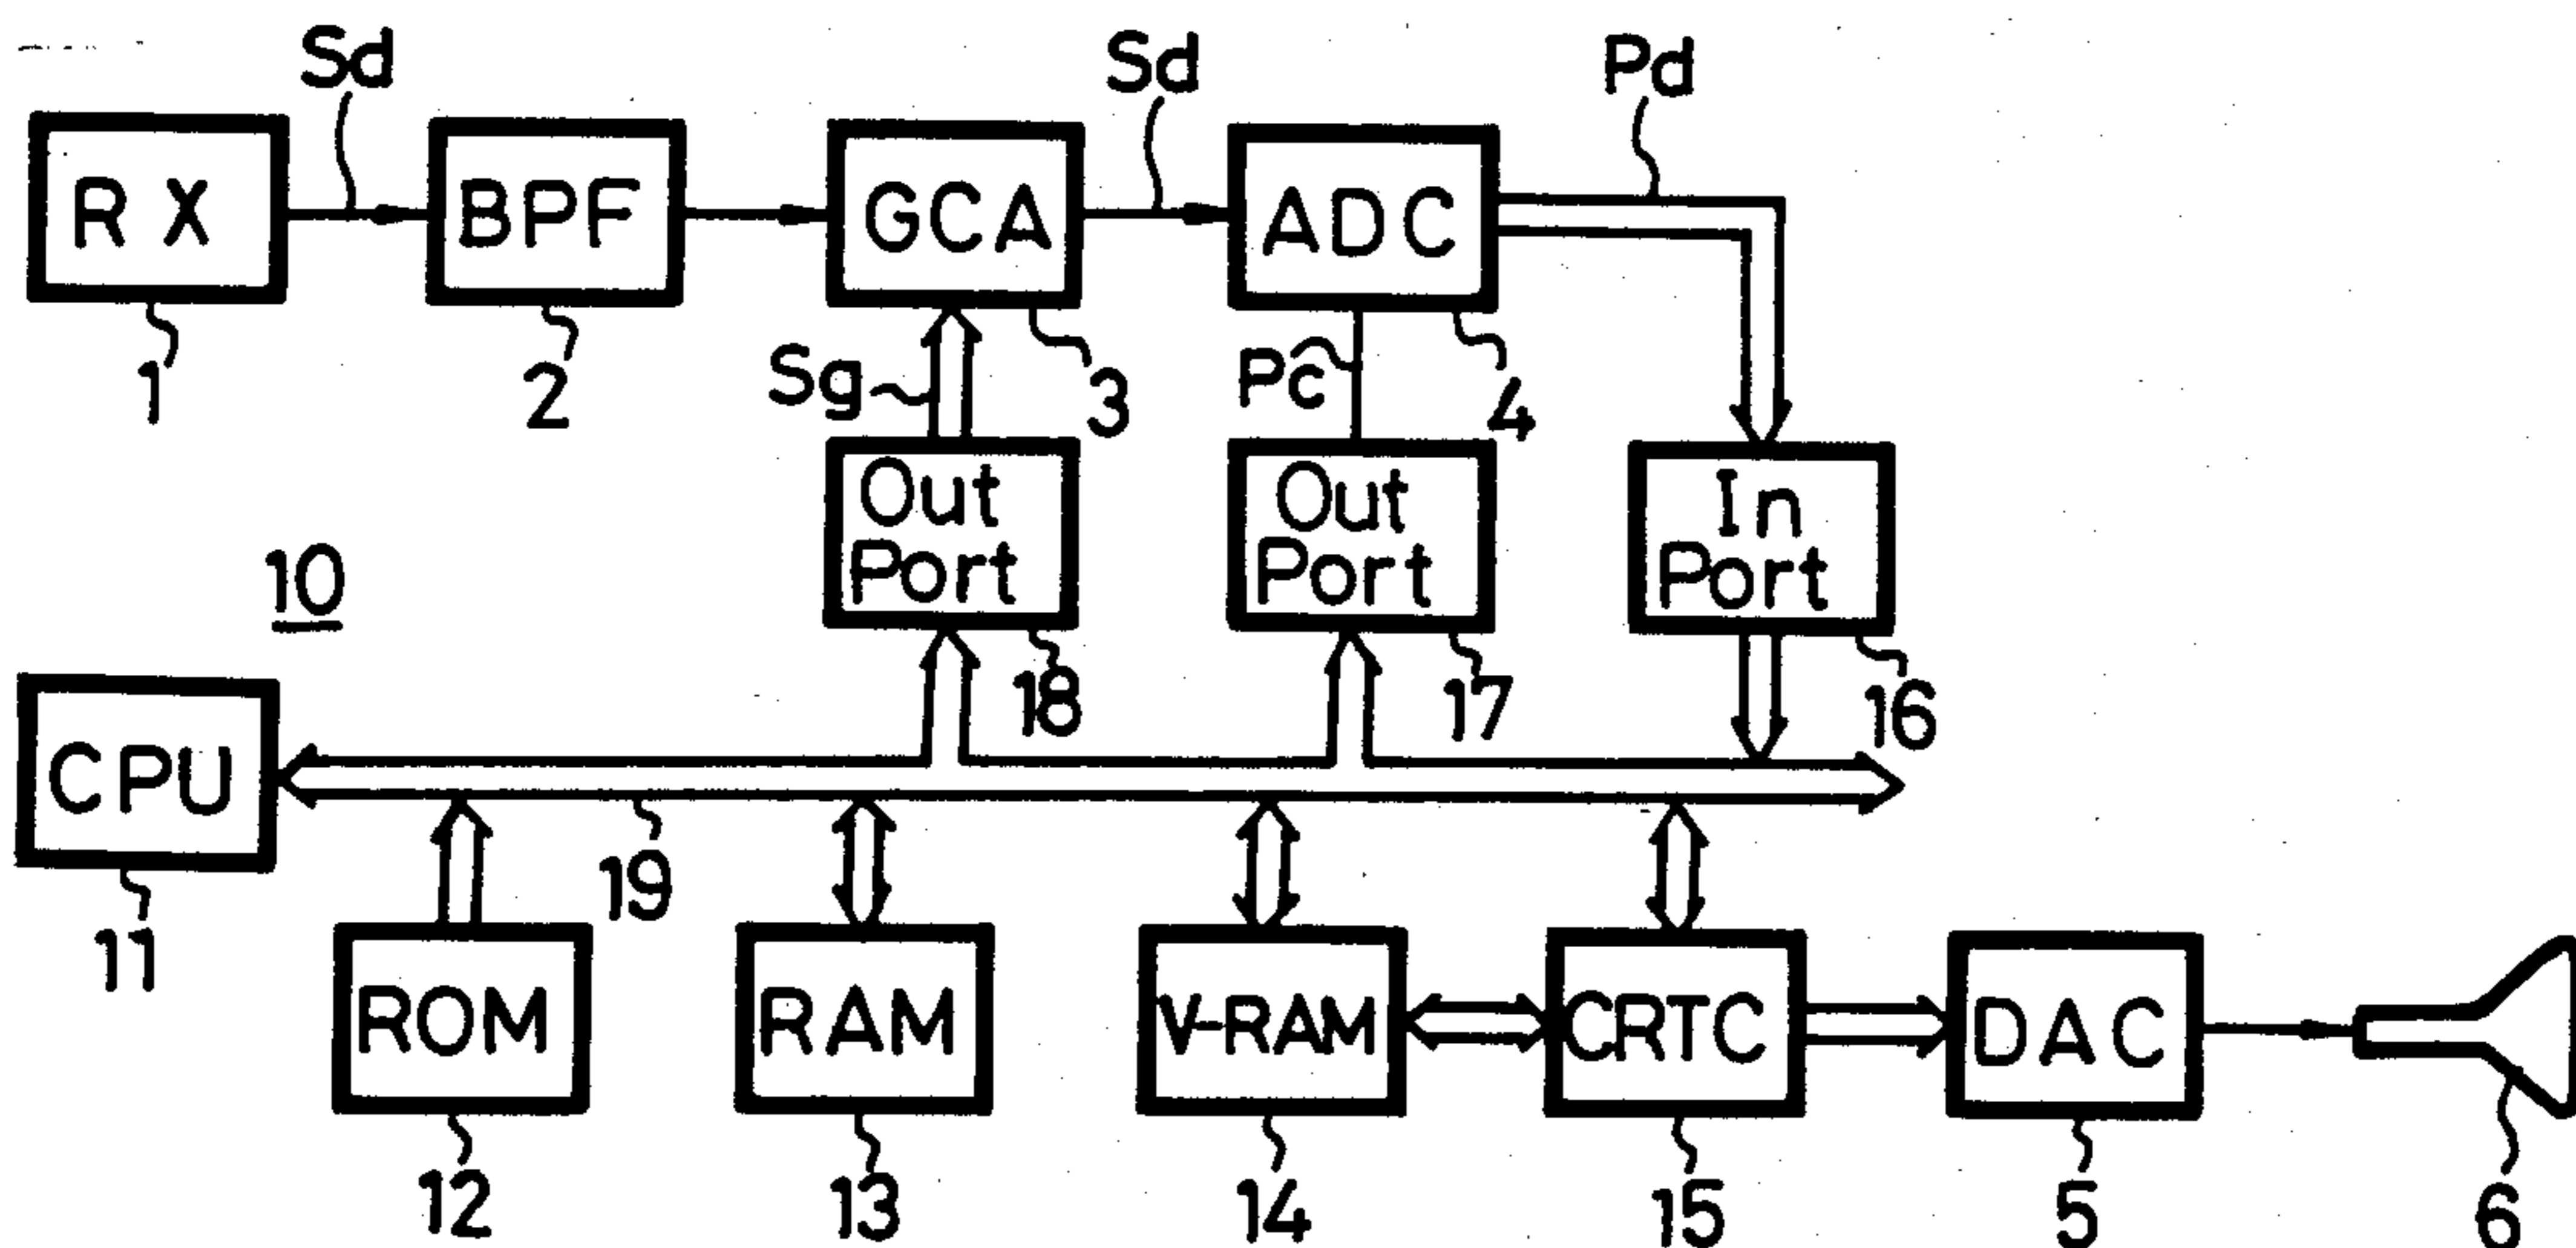 Sd Sd Pd
RX BPF GCA ADC
1 2 Sg 3 Pc 4
Out Port Out Port In Port
10
18 17 16
CPU
19
11
ROM RAM V-RAM CRTC DAC
12 13 14 15 5 6